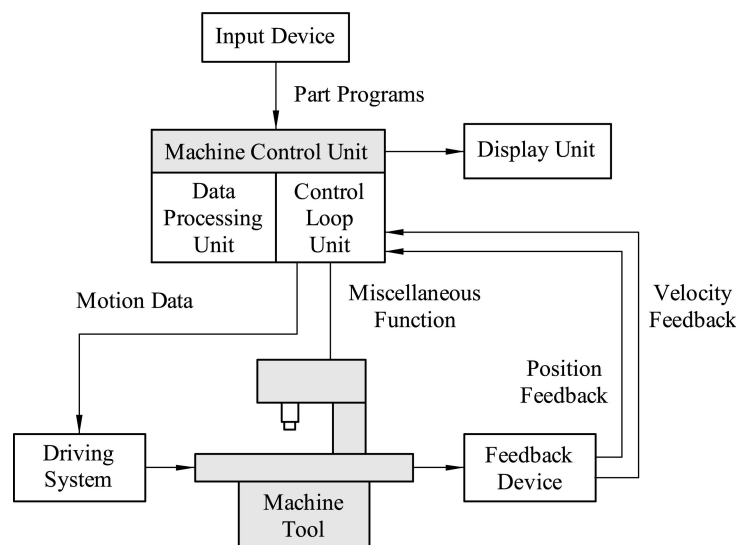 Input Device
Part Programs
Machine Control Unit
Display Unit
Data
Processing
Unit
Control
Loop
Unit
Motion Data
Miscellaneous
Function
Velocity
Feedback
Position
Feedback
Driving
System
Feedback
Device
Machine
Tool